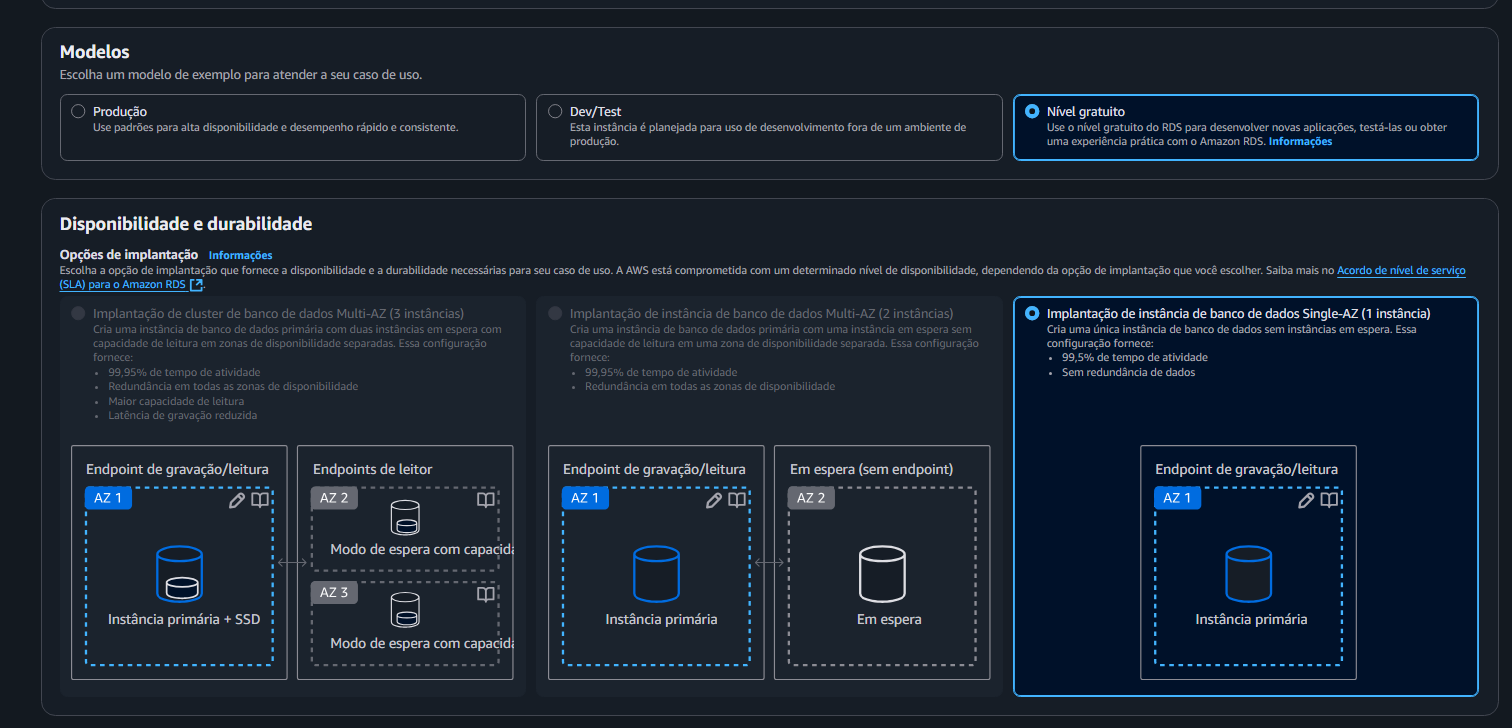 Modelos
Escolha um modelo de exemplo para atender a seu caso de uso.
Produção
Use padrões para alta disponibilidade e desempenho rápido e consistente.
Dev/Test
Esta instância é planejada para uso de desenvolvimento fora de um ambiente de
produção.
Nível gratuito
Use o nível gratuito do RDS para desenvolver novas aplicações, testá-las ou obter
uma experiência prática com o Amazon RDS. Informações
Disponibilidade e durabilidade
Opções de implantação Informações
Escolha a opção de implantação que fornece a disponibilidade e a durabilidade necessárias para seu caso de uso. A AWS está comprometida com um determinado nível de disponibilidade, dependendo da opção de implantação que você escolher. Saiba mais no Acordo de nível de serviço
(SLA) para o Amazon RDS.
Implantação de cluster de banco de dados Multi-AZ (3 instâncias)
Cria uma instância de banco de dados primária com duas instâncias em espera com
capacidade de leitura em zonas de disponibilidade separadas. Essa configuração
fornece:
99,95% de tempo de atividade
Redundância em todas as zonas de disponibilidade
Maior capacidade de leitura
Latência de gravação reduzida
Endpoint de gravação/leitura
AZ 1
Instância primária + SSD
Endpoints de leitor
AZ 2
Modo de espera com capacida
AZ 3
Modo de espera com capacida
Implantação de instância de banco de dados Multi-AZ (2 instâncias)
Cria uma instância de banco de dados primária com uma instância em espera sem
capacidade de leitura em uma zona de disponibilidade separada. Essa configuração
fornece:
99,95% de tempo de atividade
Redundância em todas as zonas de disponibilidade
Endpoint de gravação/leitura
AZ 1
Instância primária
Em espera (sem endpoint)
AZ 2
Em espera
Implantação de instância de banco de dados Single-AZ (1 instância)
Cria uma única instância de banco de dados sem instâncias em espera. Essa
configuração fornece:
99,5% de tempo de atividade
Sem redundância de dados
Endpoint de gravação/leitura
AZ 1
Instância primária